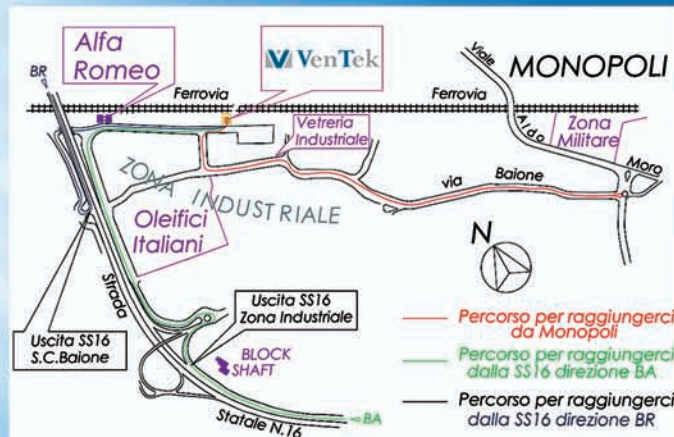 Alfa
Romeo
VenTek
MONOPOLI
BR
Ferrovia
Ferrovia
Viale
Aldo
Moro
Zona
Militare
Vetreria
Industriale
ZONA INDUSTRIALE
via Baione
Oleifici
Italiani
N
Strada
Uscita SS16
Zona Industriale
Uscita SS16
S.C.Baione
BLOCK
SHAFT
Statale N.16
BA
Percorso per raggiungerci
da Monopoli
Percorso per raggiungerci
dalla SS16 direzione BA
Percorso per raggiungerci
dalla SS16 direzione BR